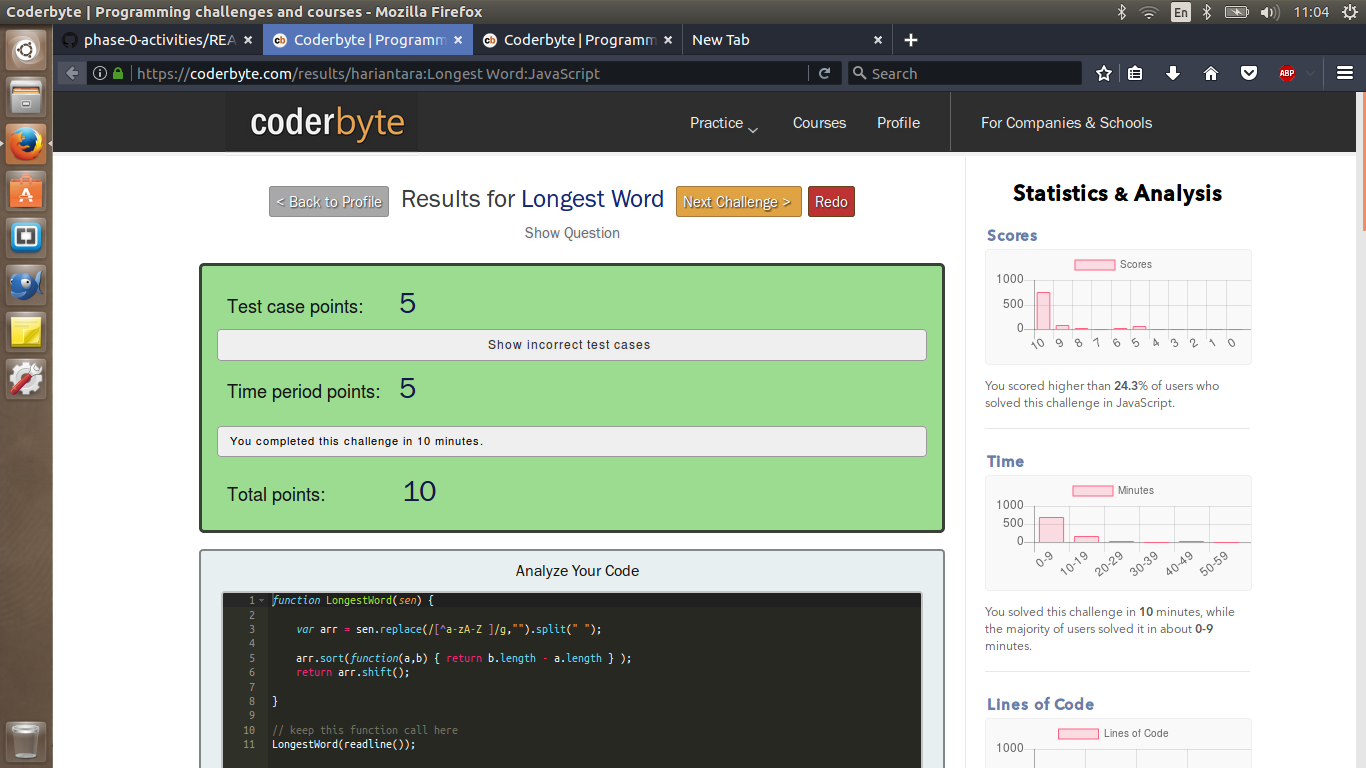 Coderbyte | Programming challenges and courses - Mozilla Firefox
En
11:04
phase-0-activities/REA
cb Coderbyte | Programm
cb Coderbyte | Programm
New Tab
https://coderbyte.com/results/hariantara:Longest Word:JavaScript
Search
ABP
coderbyte
Practice
Courses
Profile
For Companies & Schools
< Back to Profile
Results for Longest Word
Next Challenge >
Redo
Show Question
Test case points: 5
Show incorrect test cases
Time period points: 5
You completed this challenge in 10 minutes.
Total points: 10
Analyze Your Code
1 function LongestWord(sen) {
2
3 var arr = sen.replace(/[^a-zA-Z ]/g,"").split(" ");
4
5 arr.sort(function(a,b) { return b.length - a.length } );
6 return arr.shift();
7
8 }
9
10 // keep this function call here
11 LongestWord(readline());
Statistics & Analysis
Scores
Scores
1000
500
0
10 9 8 7 6 5 4 3 2 1 0
You scored higher than 24.3% of users who
solved this challenge in JavaScript.
Time
Minutes
1000
500
0
0-9 10-19 20-29 30-39 40-49 50-59
You solved this challenge in 10 minutes, while
the majority of users solved it in about 0-9
minutes.
Lines of Code
Lines of Code
1000